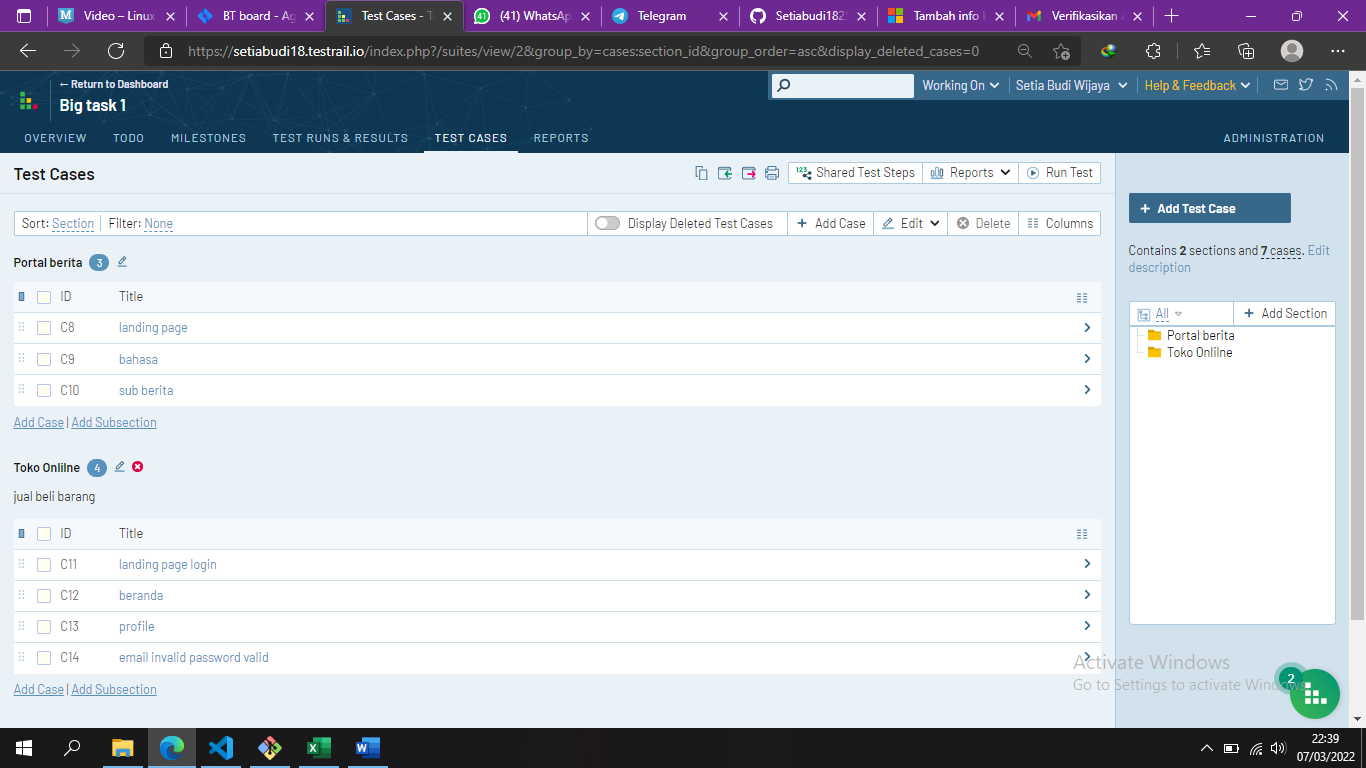 Video – Linux
BT board - Ag
Test Cases - T
(41) WhatsAp
Telegram
Setiabudi182
Tambah info k
Verifikasikan a
https://setiabudi18.testrail.io/index.php?/suites/view/2&group_by=cases:section_id&group_order=asc&display_deleted_cases=0
← Return to Dashboard
Big task 1
Working On
Setia Budi Wijaya
Help & Feedback
OVERVIEW TODO MILESTONES TEST RUNS & RESULTS TEST CASES REPORTS ADMINISTRATION
Test Cases
Shared Test Steps Reports Run Test
Sort: Section Filter: None Display Deleted Test Cases + Add Case Edit Delete Columns
Portal berita 3
ID Title
C8 landing page
C9 bahasa
C10 sub berita
Add Case | Add Subsection
Toko Onlilne 4
jual beli barang
ID Title
C11 landing page login
C12 beranda
C13 profile
C14 email invalid password valid
Add Case | Add Subsection
+ Add Test Case
Contains 2 sections and 7 cases. Edit
description
All + Add Section
Portal berita
Toko Onlilne
Activate Windows
Go to Settings to activate Windows.
2
22:39
07/03/2022